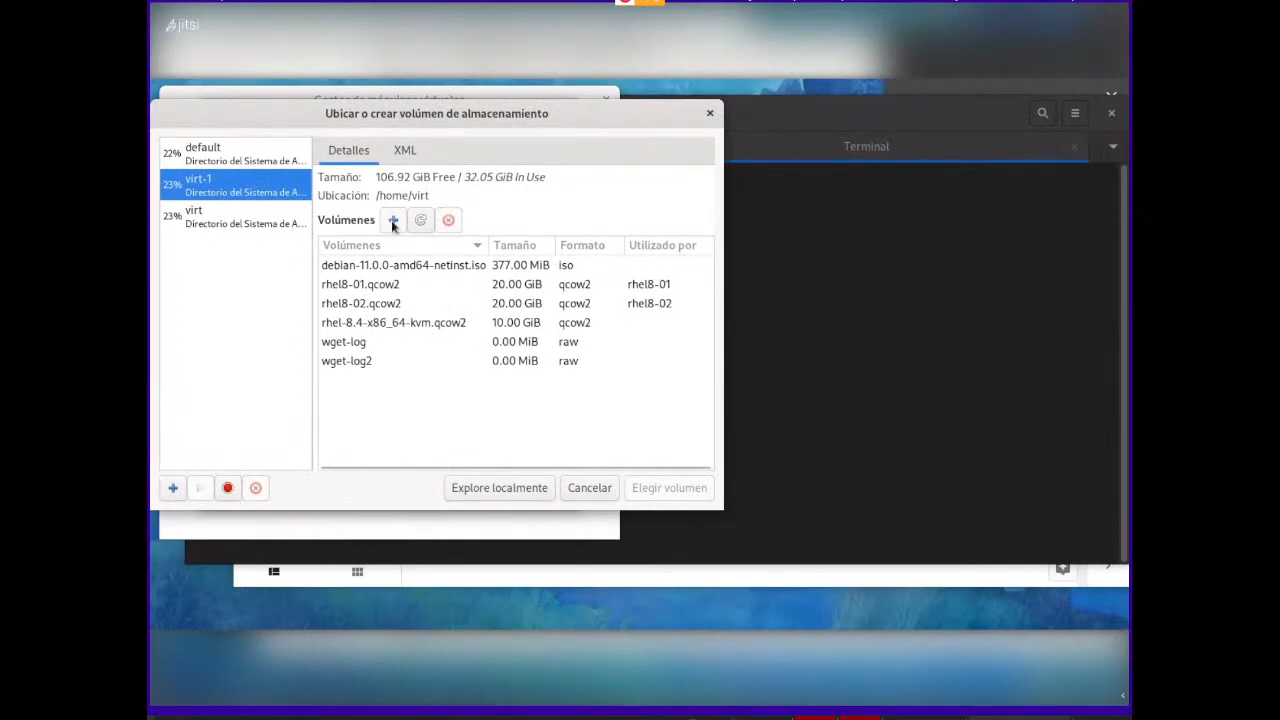 jitsi
Ubicar o crear volúmen de almacenamiento
22% default
Directorio del Sistema de A...
23% virt-1
Directorio del Sistema de A...
23% virt
Directorio del Sistema de A...
Detalles XML
Tamaño: 106.92 GiB Free / 32.05 GiB In Use
Ubicación: /home/virt
Volúmenes
Volúmenes Tamaño Formato Utilizado por
debian-11.0.0-amd64-netinst.iso 377.00 MiB iso
rhel8-01.qcow2 20.00 GiB qcow2 rhel8-01
rhel8-02.qcow2 20.00 GiB qcow2 rhel8-02
rhel-8.4-x86_64-kvm.qcow2 10.00 GiB qcow2
wget-log 0.00 MiB raw
wget-log2 0.00 MiB raw
Explore localmente Cancelar Elegir volumen
Terminal